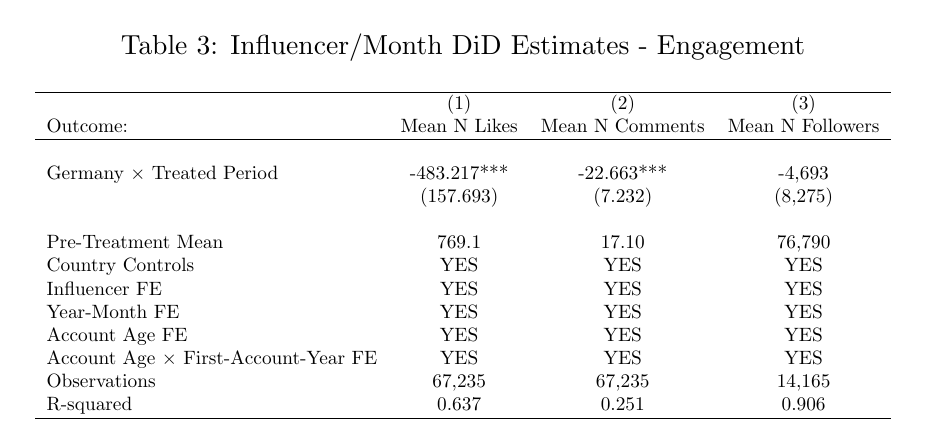 Table 3: Influencer/Month DiD Estimates - Engagement
(1) (2) (3)
Outcome: Mean N Likes Mean N Comments Mean N Followers
Germany × Treated Period -483.217*** -22.663*** -4,693
(157.693) (7.232) (8,275)
Pre-Treatment Mean 769.1 17.10 76,790
Country Controls YES YES YES
Influencer FE YES YES YES
Year-Month FE YES YES YES
Account Age FE YES YES YES
Account Age × First-Account-Year FE YES YES YES
Observations 67,235 67,235 14,165
R-squared 0.637 0.251 0.906